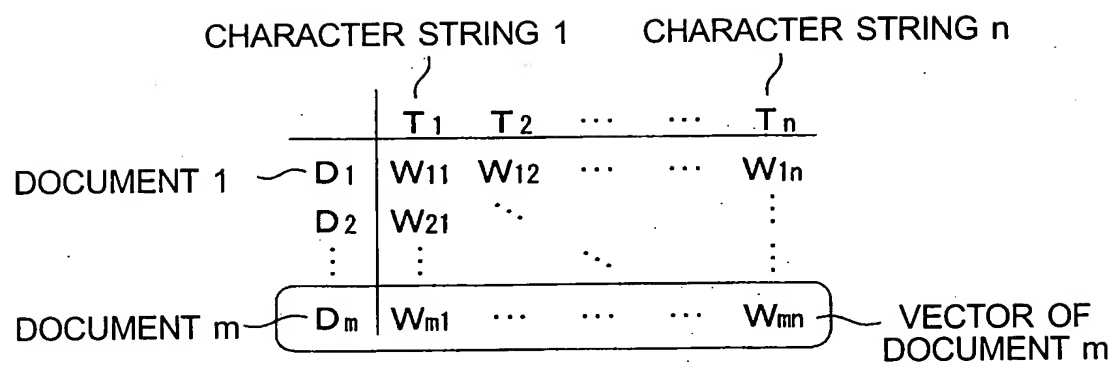 CHARACTER STRING 1 CHARACTER STRING n
T1 T2 ... ... Tn
DOCUMENT 1 D1 W11 W12 ... ... W1n
D2 W21
DOCUMENT m Dm Wm1 ... ... ... Wmn VECTOR OF
DOCUMENT m